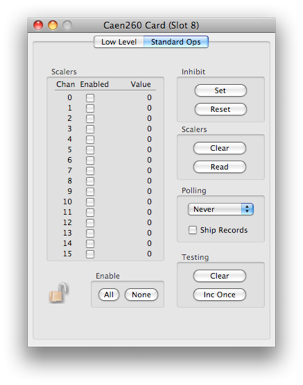 Caen260 Card (Slot 8)
Low Level Standard Ops
Scalers
Chan Enabled Value
0 0
1 0
2 0
3 0
4 0
5 0
6 0
7 0
8 0
9 0
10 0
11 0
12 0
13 0
14 0
15 0
Enable
All None
Inhibit
Set
Reset
Scalers
Clear
Read
Polling
Never
Ship Records
Testing
Clear
Inc Once